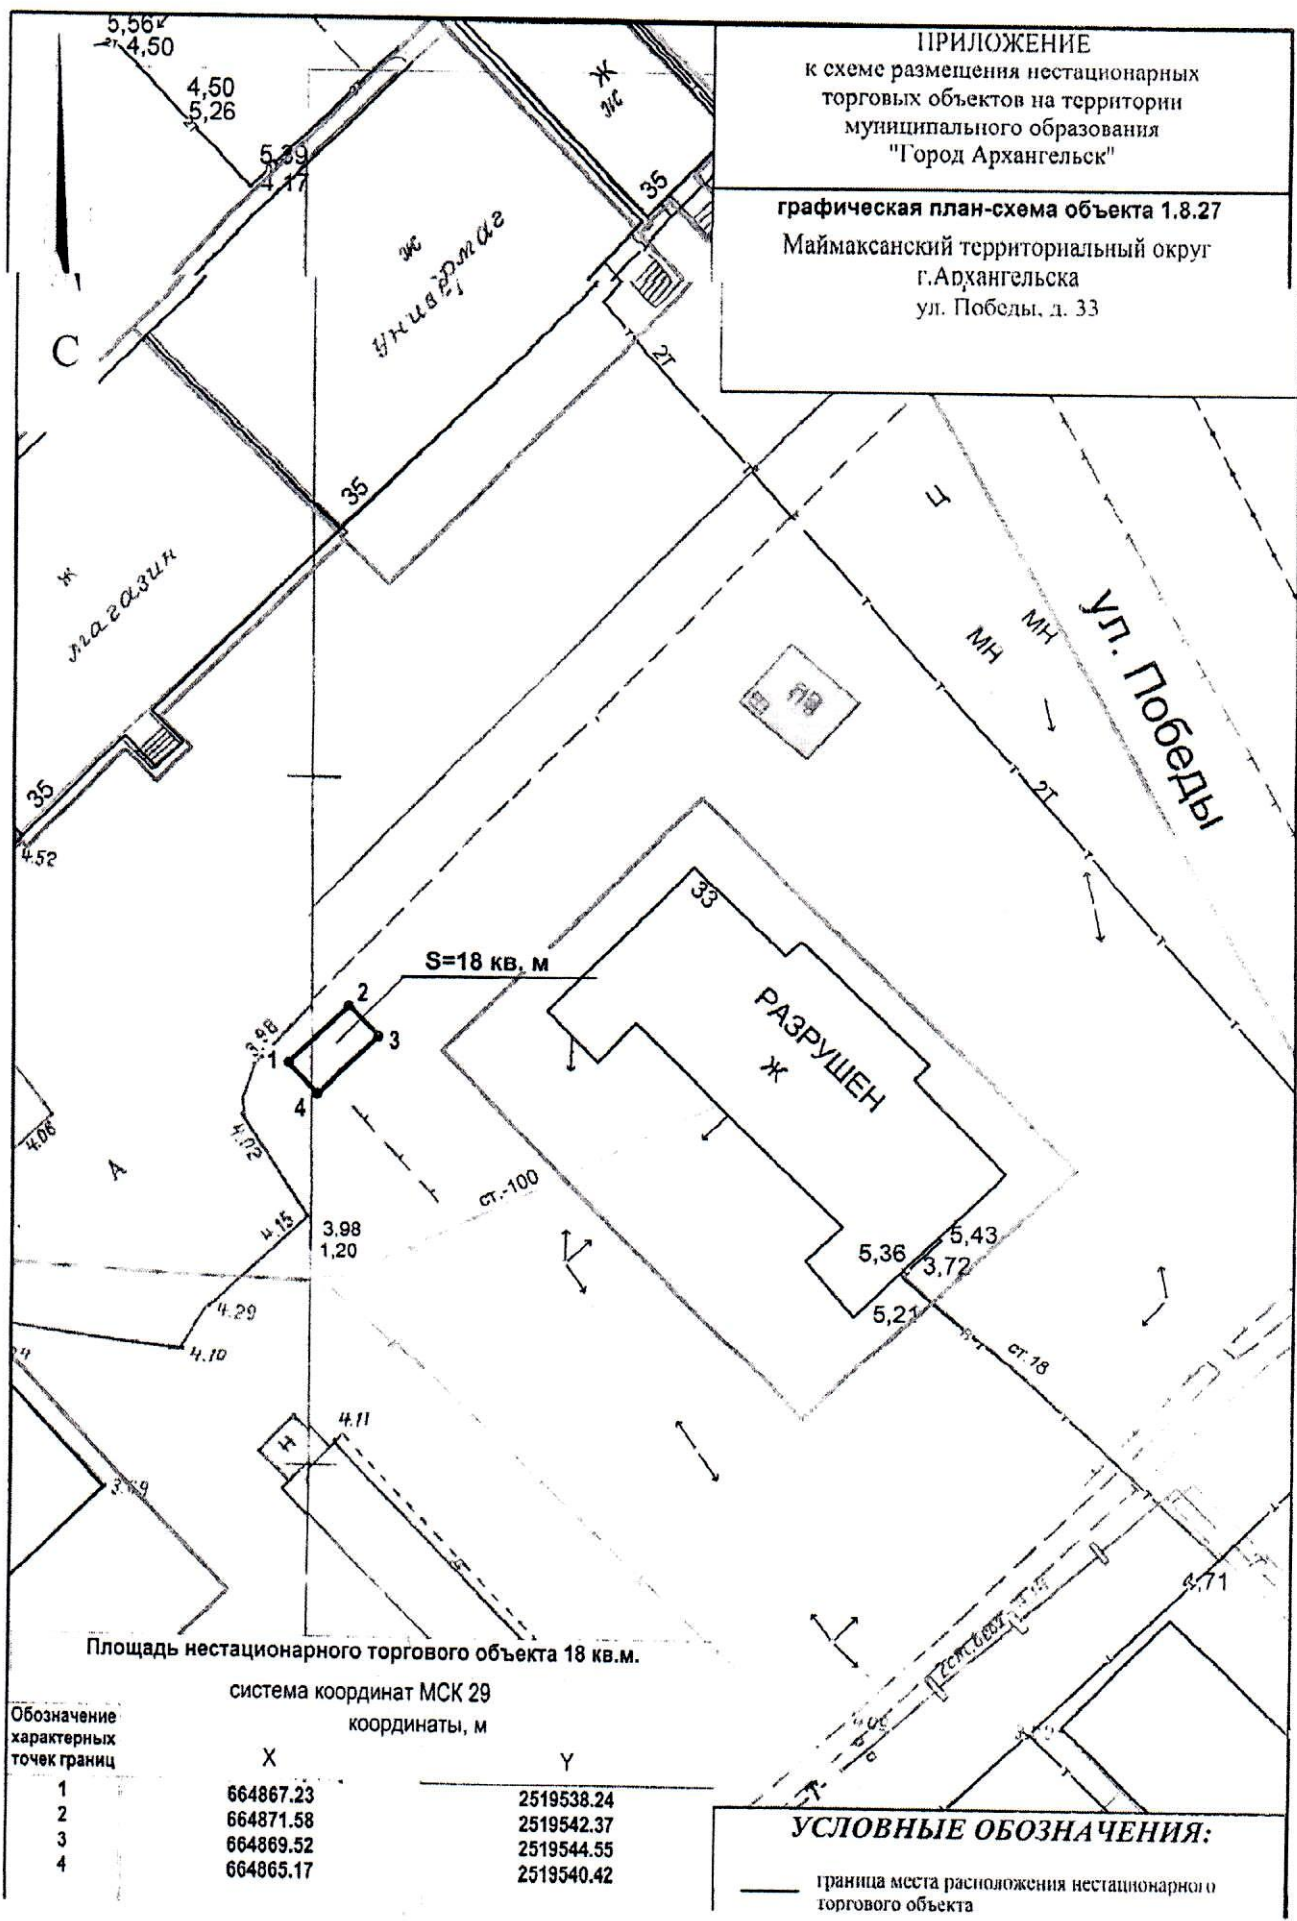 ПРИЛОЖЕНИЕ
к схеме размещения нестационарных
торговых объектов на территории
муниципального образования
"Город Архангельск"
графическая план-схема объекта 1.8.27
Маймаксанский территориальный округ
г.Архангельска
ул. Победы, д. 33
5,56
2т 4,50
4,50
5,26
5,39
4,17
С
Ж
ж
35
ж
универмаг
2Т
35
ж
магазин
35
4.52
Ц
МН
МН
ул. Победы
2Т
33
РАЗРУШЕН
Ж
S=18 кв. м
2
3
1
4
3.98
4.02
4.06
А
4.15
3,98
1,20
ст.-100
5,36
5,43
3,72
5,21
ст.18
4.29
4.10
4.11
Н
Площадь нестационарного торгового объекта 18 кв.м.
система координат МСК 29
координаты, м
Обозначение
характерных
точек границ
X
Y
1 664867.23 2519538.24
2 664871.58 2519542.37
3 664869.52 2519544.55
4 664865.17 2519540.42
УСЛОВНЫЕ ОБОЗНАЧЕНИЯ:
граница места расположения нестационарного
торгового объекта